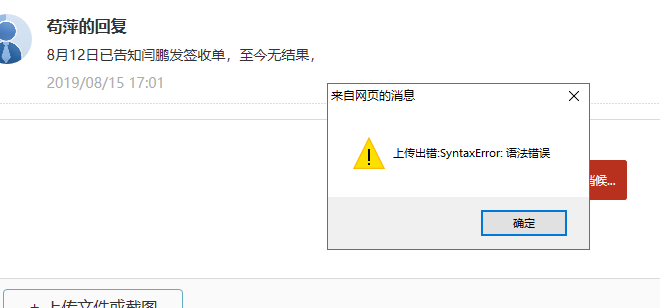 苟萍的回复
8月12日已告知闫鹏发签收单，至今无结果，
2019/08/15 17:01
来自网页的消息
上传出错:SyntaxError: 语法错误
稍候...
确定
+ 上传文件或截图